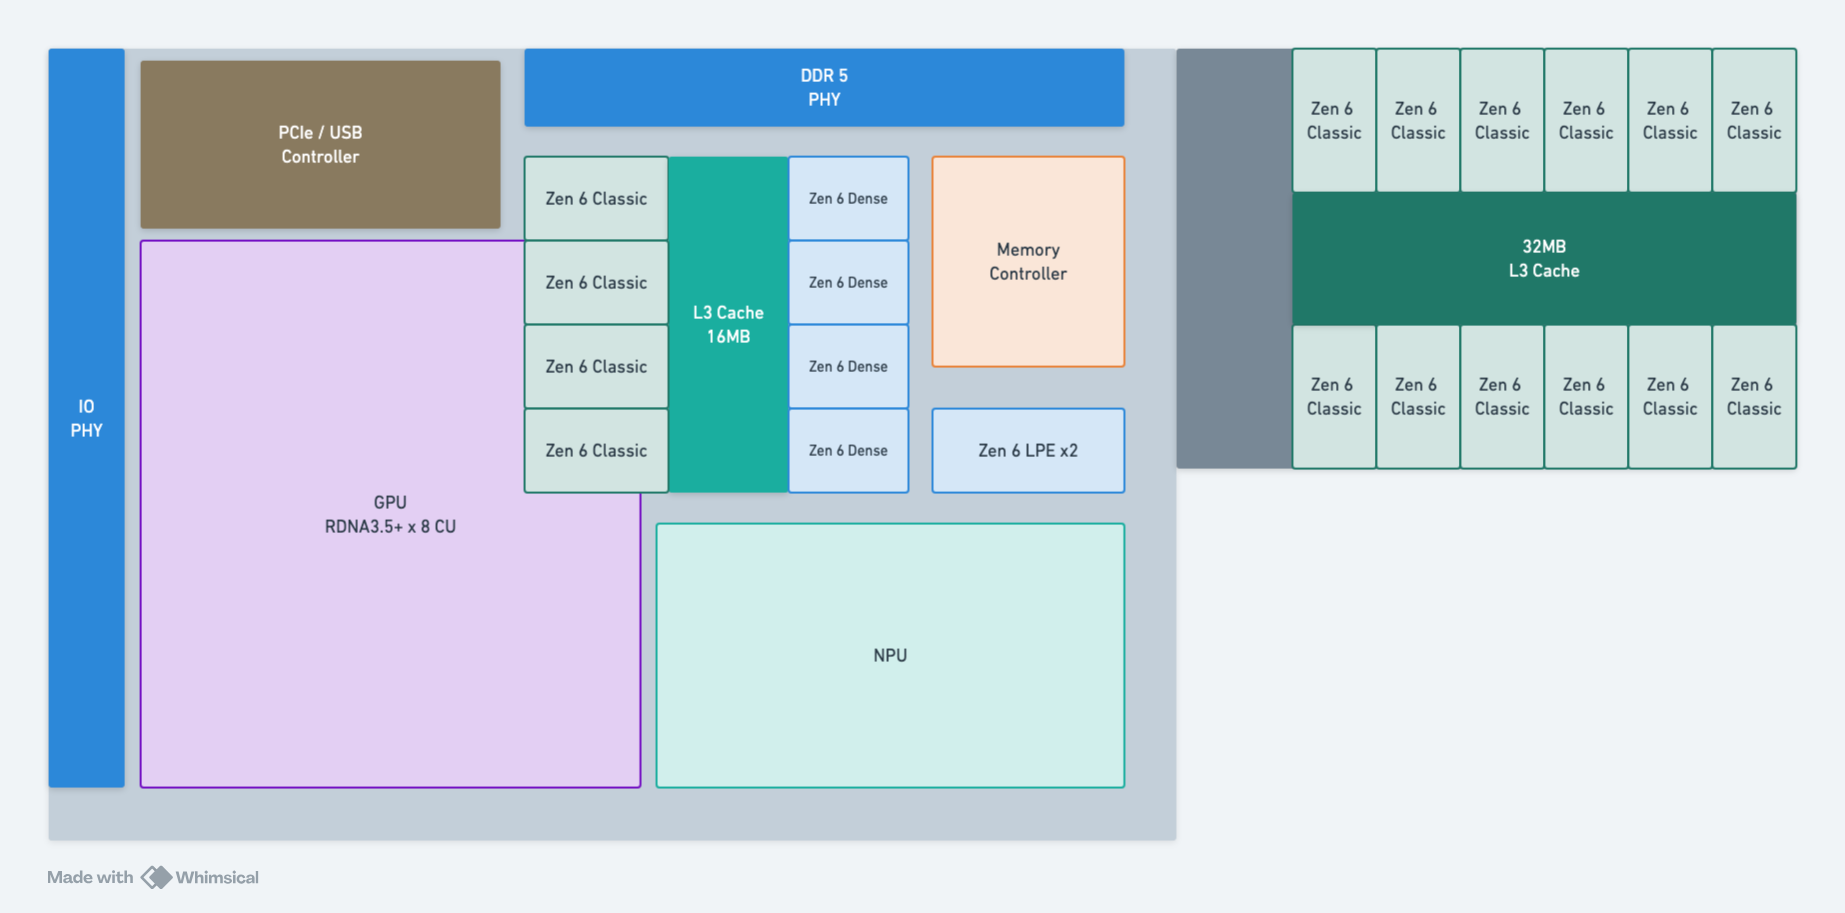 DDR 5
PHY
PCIe / USB
Controller
IO
PHY
GPU
RDNA3.5+ x 8 CU
Zen 6 Classic
Zen 6 Classic
Zen 6 Classic
Zen 6 Classic
L3 Cache
16MB
Zen 6 Dense
Zen 6 Dense
Zen 6 Dense
Zen 6 Dense
Memory
Controller
Zen 6 LPE x2
NPU
Zen 6
Classic
Zen 6
Classic
Zen 6
Classic
Zen 6
Classic
Zen 6
Classic
Zen 6
Classic
32MB
L3 Cache
Zen 6
Classic
Zen 6
Classic
Zen 6
Classic
Zen 6
Classic
Zen 6
Classic
Zen 6
Classic
Made with Whimsical